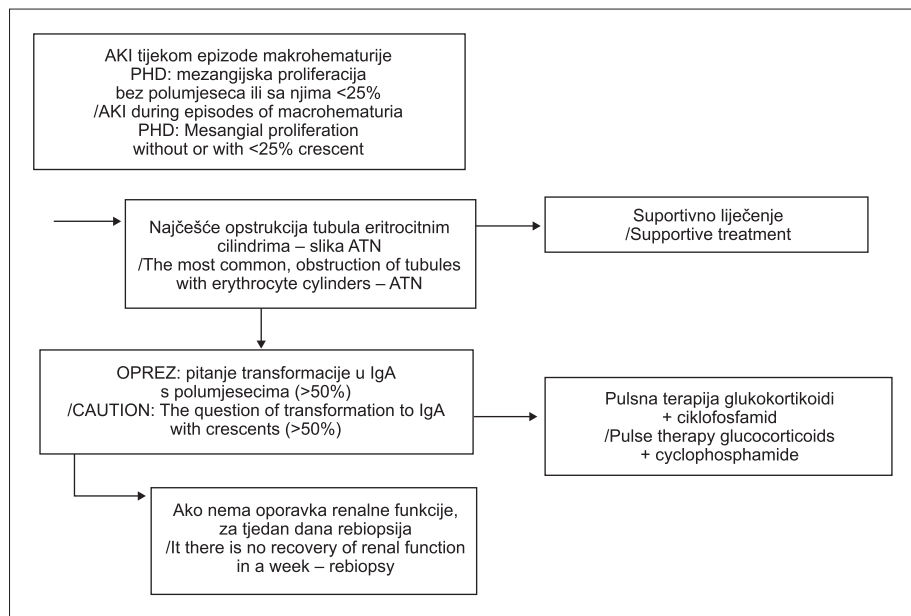 AKI tijekom epizode makrohematurije
PHD: mezangijska proliferacija
bez polumjeseca ili sa njima <25%
/AKI during episodes of macrohematuria
PHD: Mesangial proliferation
without or with <25% crescent
Najčešće opstrukcija tubula eritrocitnim
cilindrima – slika ATN
/The most common, obstruction of tubules
with erythrocyte cylinders – ATN
Suportivno liječenje
/Supportive treatment
OPREZ: pitanje transformacije u IgA
s polumjesecima (>50%)
/CAUTION: The question of transformation to IgA
with crescents (>50%)
Pulsna terapija glukokortikoidi
+ ciklofosfamid
/Pulse therapy glucocorticoids
+ cyclophosphamide
Ako nema oporavka renalne funkcije,
za tjedan dana rebiopsija
/It there is no recovery of renal function
in a week – rebiopsy